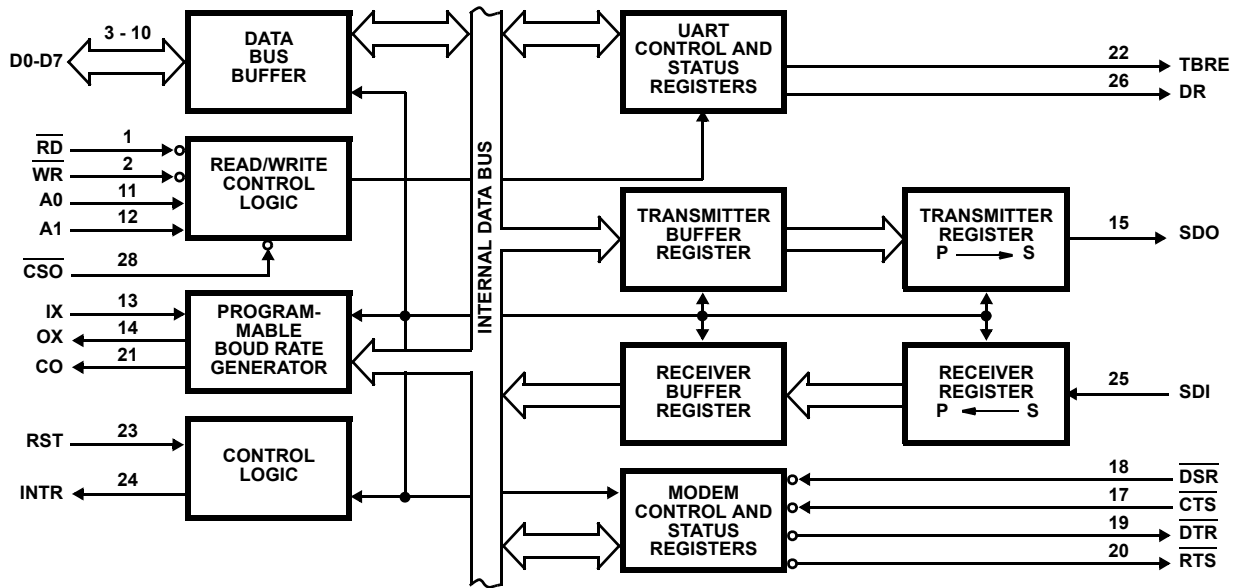 D0-D7
3 - 10
DATA
BUS
BUFFER
RD
1
WR
2
A0
11
A1
12
READ/WRITE
CONTROL
LOGIC
CSO
28
IX
13
OX
14
CO
21
PROGRAM-
MABLE
BOUD RATE
GENERATOR
RST
23
INTR
24
CONTROL
LOGIC
INTERNAL DATA BUS
UART
CONTROL AND
STATUS
REGISTERS
22
TBRE
26
DR
TRANSMITTER
BUFFER
REGISTER
TRANSMITTER
REGISTER
P S
15
SDO
RECEIVER
BUFFER
REGISTER
RECEIVER
REGISTER
P S
25
SDI
MODEM
CONTROL AND
STATUS
REGISTERS
18
DSR
17
CTS
19
DTR
20
RTS